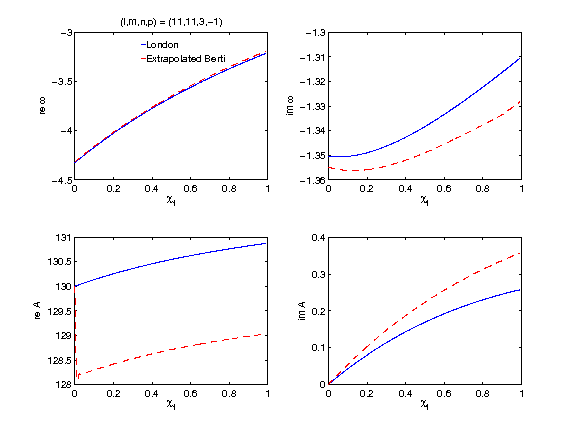 (l,m,n,p) = (11,11,3,−1)
London
Extrapolated Berti
−3
−3.5
−4
−4.5
re ω
0 0.2 0.4 0.6 0.8 1
χf
−1.3
−1.31
−1.32
−1.33
−1.34
−1.35
−1.36
im ω
0 0.2 0.4 0.6 0.8 1
χf
131
130.5
130
129.5
129
128.5
128
re A
0 0.2 0.4 0.6 0.8 1
χf
0.4
0.3
0.2
0.1
0
im A
0 0.2 0.4 0.6 0.8 1
χf